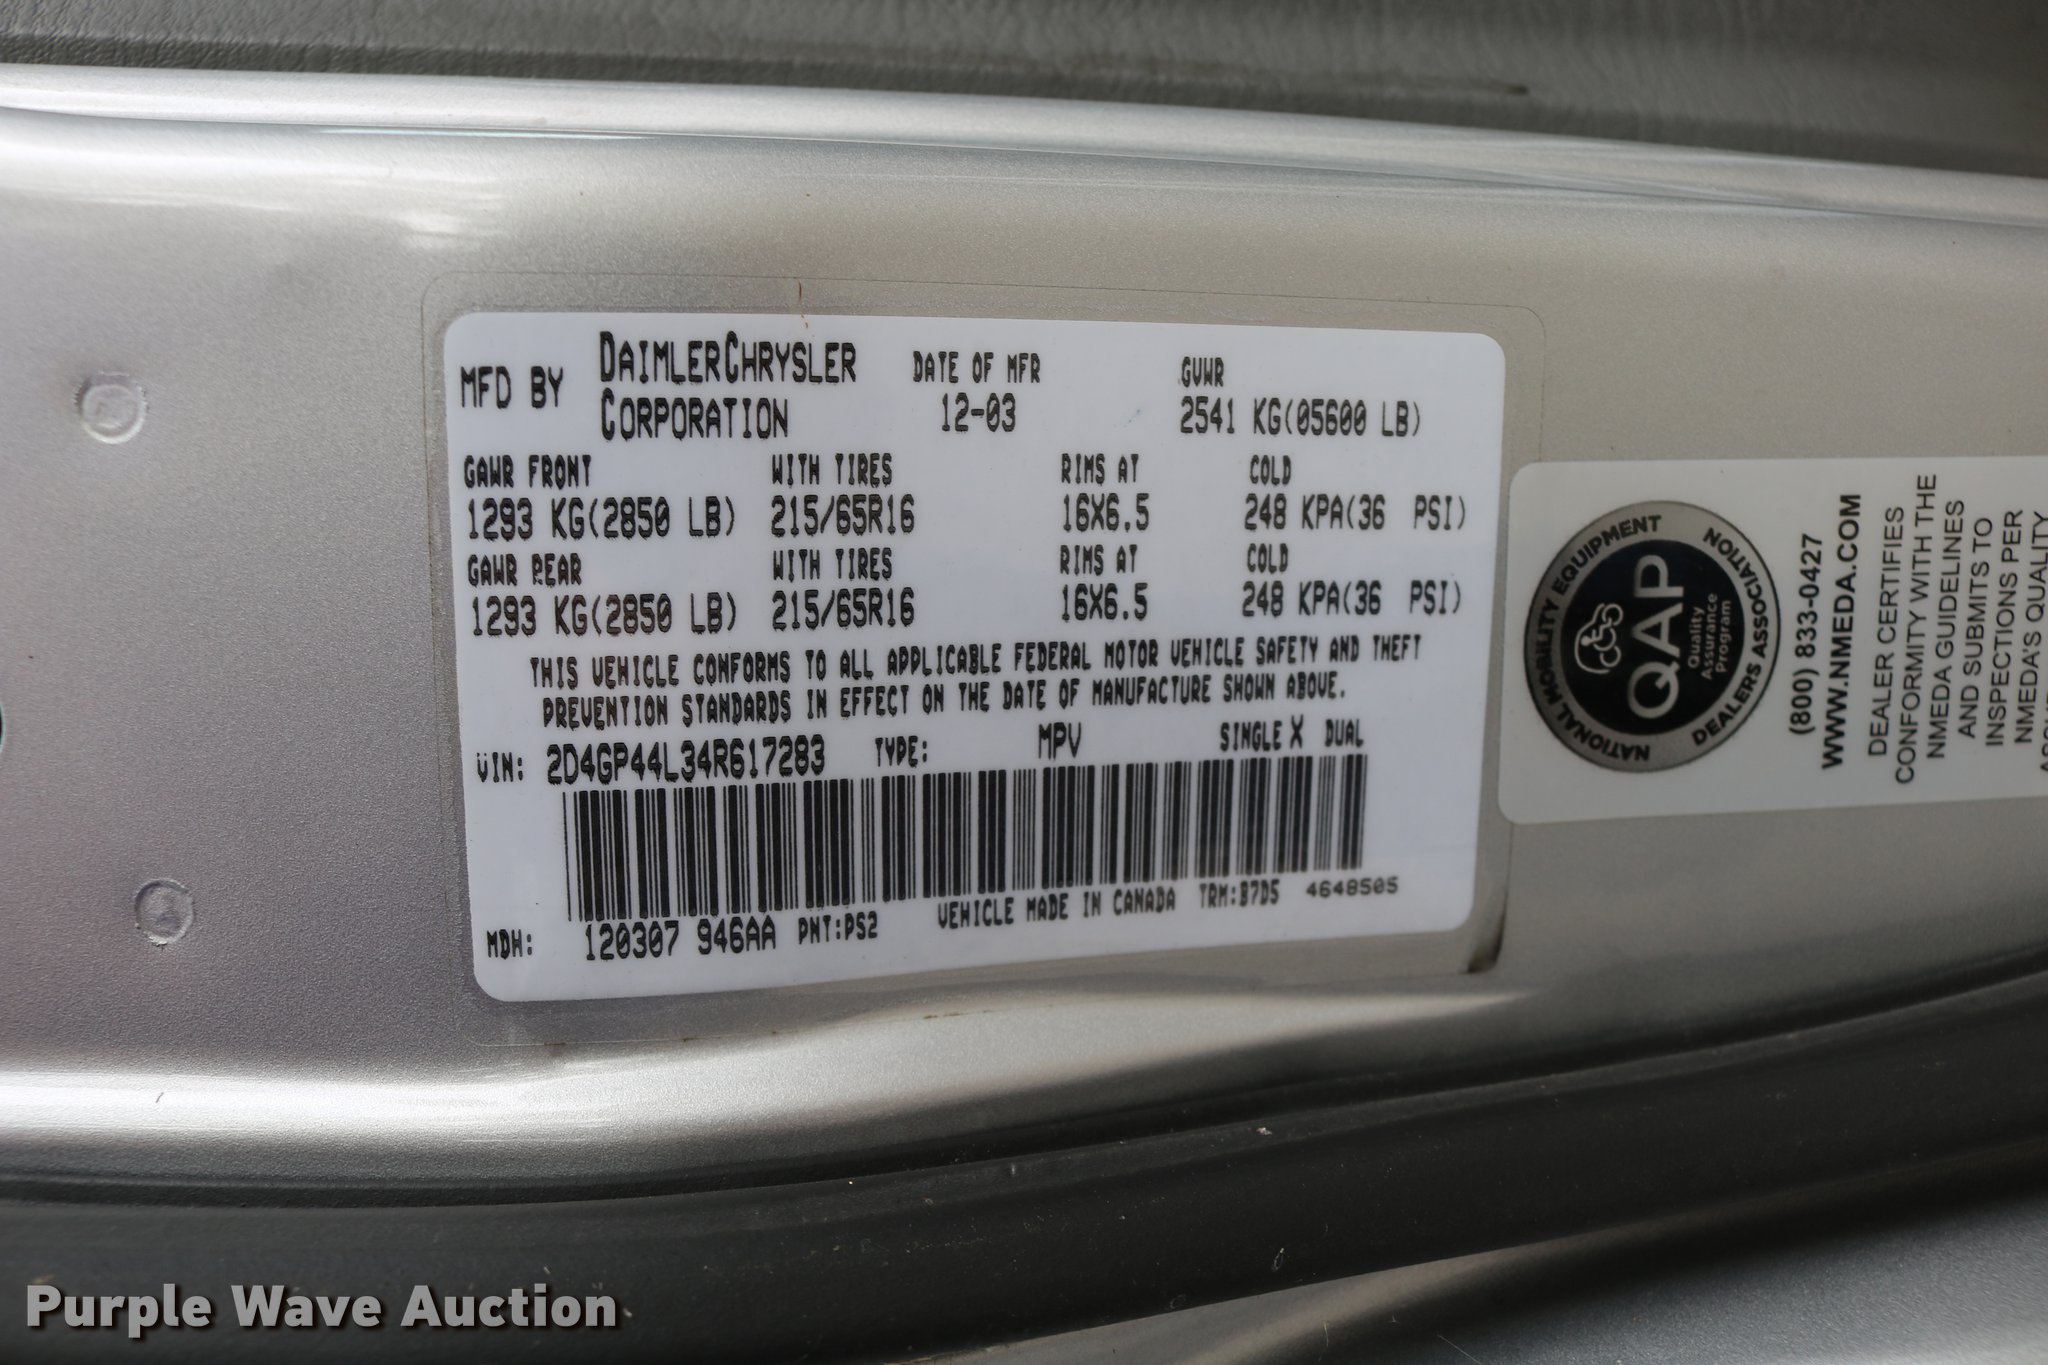 MFD BY DAIMLERCHRYSLER CORPORATION
DATE OF MFR
12-03
GVWR
2541 KG(05600 LB)
GAWR FRONT WITH TIRES RIMS AT COLD
1293 KG(2850 LB) 215/65R16 16X6.5 248 KPA(36 PSI)
GAWR REAR WITH TIRES RIMS AT COLD
1293 KG(2850 LB) 215/65R16 16X6.5 248 KPA(36 PSI)
THIS VEHICLE CONFORMS TO ALL APPLICABLE FEDERAL MOTOR VEHICLE SAFETY AND THEFT
PREVENTION STANDARDS IN EFFECT ON THE DATE OF MANUFACTURE SHOWN ABOVE.
VIN: 2D4GP44L34R617283 TYPE: MPV SINGLE X DUAL
MDH: 120307 946AA PNT:PS2 VEHICLE MADE IN CANADA TRM:B7D5 4648505
NATIONAL MOBILITY EQUIPMENT
DEALERS ASSOCIATION
QAP
Quality
Assurance
Program
(800) 833-0427
WWW.NMEDA.COM
DEALER CERTIFIES
CONFORMITY WITH THE
NMEDA GUIDELINES
AND SUBMITS TO
INSPECTIONS PER
NMEDA'S QUALITY
Purple Wave Auction